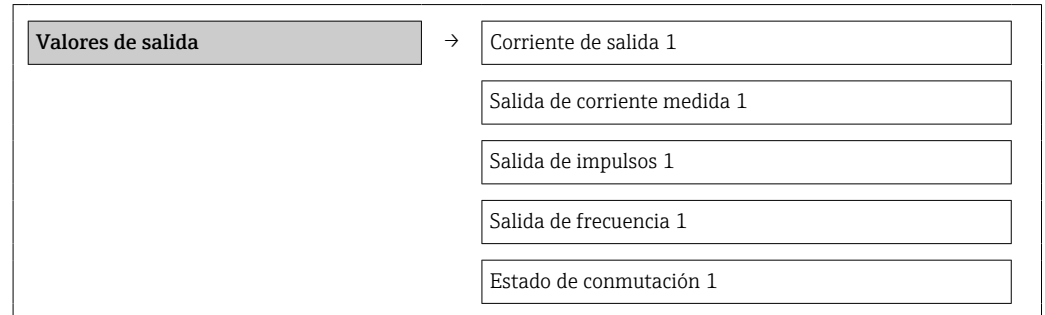 Valores de salida → Corriente de salida 1
Salida de corriente medida 1
Salida de impulsos 1
Salida de frecuencia 1
Estado de conmutación 1